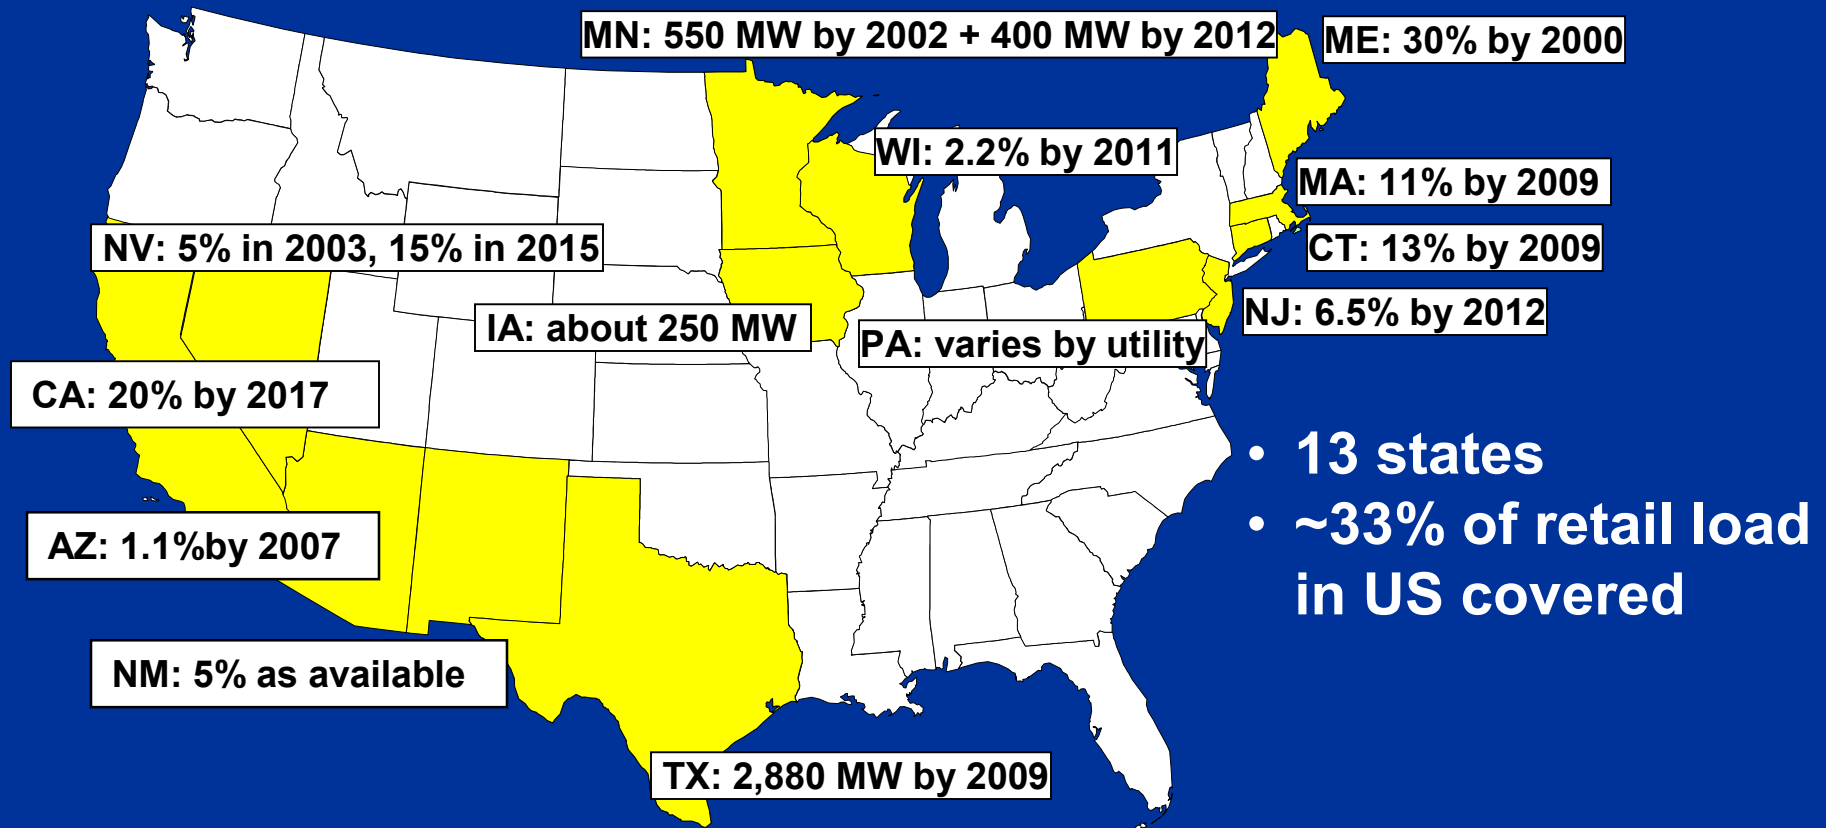 MN: 550 MW by 2002 + 400 MW by 2012
ME: 30% by 2000
WI: 2.2% by 2011
MA: 11% by 2009
NV: 5% in 2003, 15% in 2015
CT: 13% by 2009
IA: about 250 MW
NJ: 6.5% by 2012
PA: varies by utility
CA: 20% by 2017
• 13 states
• ~33% of retail load
in US covered
AZ: 1.1%by 2007
NM: 5% as available
TX: 2,880 MW by 2009